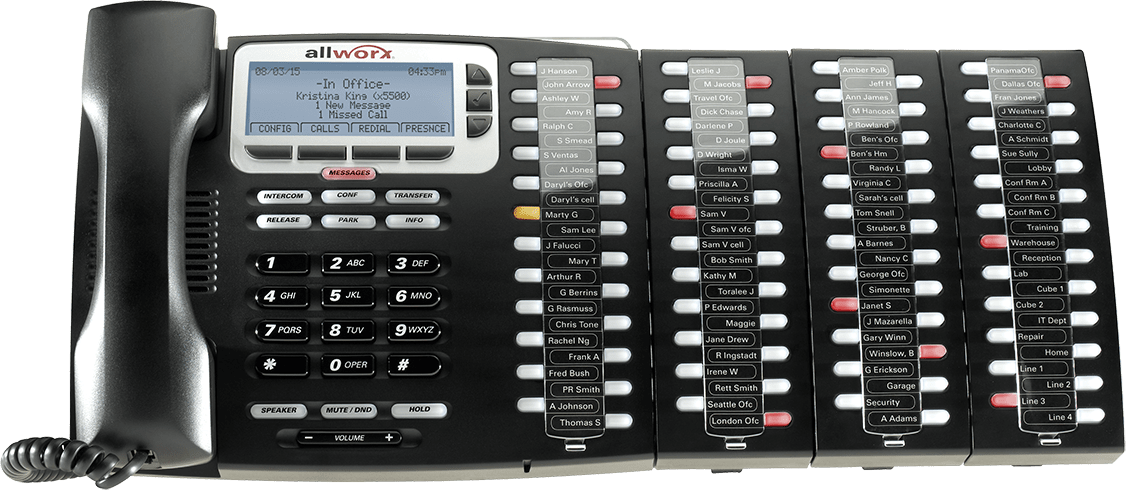 allworx
08/03/15 04:33pm
-In Office-
Kristina King (x5500)
1 New Message
1 Missed Call
CONFIG CALLS REDIAL PRESNCE
MESSAGES
INTERCOM CONF TRANSFER
RELEASE PARK INFO
1 2 ABC 3 DEF
4 GHI 5 JKL 6 MNO
7 PQRS 8 TUV 9 WXYZ
* 0 OPER #
SPEAKER MUTE / DND HOLD
– VOLUME +
J Hanson
John Arrow
Ashley W
Amy R
Ralph C
S Smead
S Ventas
Al Jones
Daryl's Ofc
Daryl's cell
Marty G
Sam Lee
J Falucci
Mary T
Arthur R
G Berrins
G Rasmuss
Chris Tone
Rachel Ng
Frank A
Fred Bush
PR Smith
A Johnson
Thomas S
Leslie J
M Jacobs
Travel Ofc
Dick Chase
Darlene P
D Joule
D Wright
Isma W
Priscilla A
Felicity S
Sam V
Sam V ofc
Sam V cell
Bob Smith
Kathy M
Toralee J
P Edwards
Maggie
Jane Drew
R Ingstadt
Irene W
Rett Smith
Seattle Ofc
London Ofc
Amber Polk
Jeff H
Ann James
M Hancock
P Rowland
Ben's Ofc
Ben's Hm
Randy L
Virginia C
Sarah's cell
Tom Snell
Struber, B
A Barnes
Nancy C
George Ofc
Simonette
Janet S
J Mazarella
Gary Winn
Winslow, B
G Erickson
Garage
Security
A Adams
PanamaOfc
Dallas Ofc
Fran Jones
J Weathers
Charlotte C
A Schmidt
Sue Sully
Lobby
Conf Rm A
Conf Rm B
Conf Rm C
Training
Warehouse
Reception
Lab
Cube 1
Cube 2
IT Dept
Repair
Home
Line 1
Line 2
Line 3
Line 4